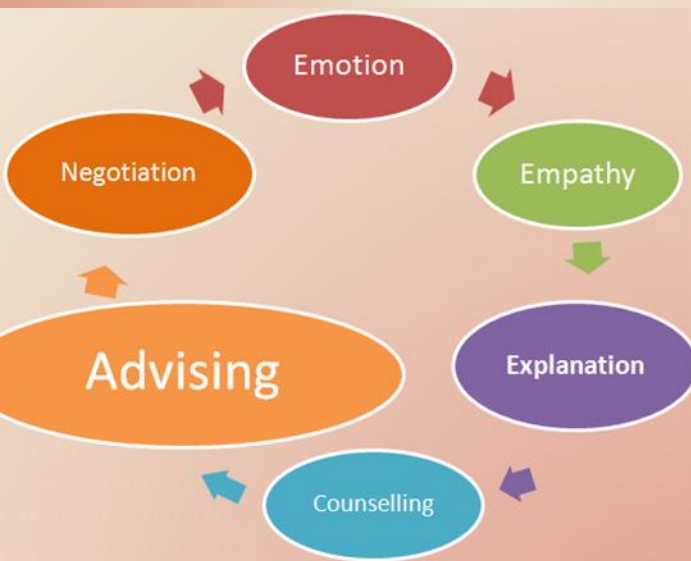 Emotion
Empathy
Explanation
Counselling
Advising
Negotiation